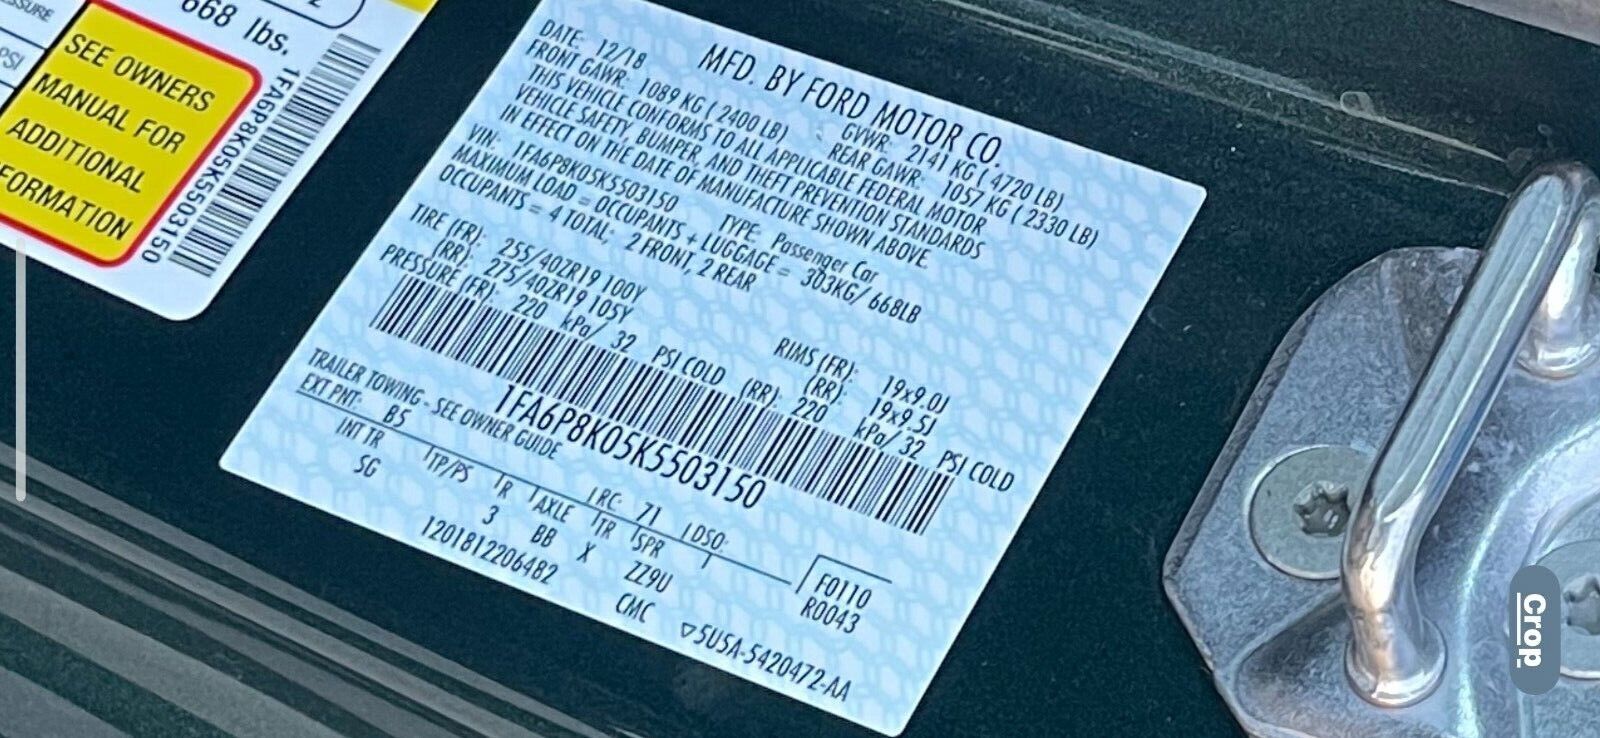 668 lbs.
SEE OWNERS
MANUAL FOR
ADDITIONAL
1FA6P8K05K5503150
MFD. BY FORD MOTOR CO.
DATE: 12/18 GVWR: 2141 KG ( 4720 LB)
FRONT GAWR: 1089 KG ( 2400 LB) REAR GAWR: 1057 KG ( 2330 LB)
THIS VEHICLE CONFORMS TO ALL APPLICABLE FEDERAL MOTOR
VEHICLE SAFETY, BUMPER, AND THEFT PREVENTION STANDARDS
IN EFFECT ON THE DATE OF MANUFACTURE SHOWN ABOVE.
VIN: 1FA6P8K05K5503150 TYPE: Passenger Car
MAXIMUM LOAD = OCCUPANTS + LUGGAGE = 303KG/ 668LB
OCCUPANTS = 4 TOTAL; 2 FRONT, 2 REAR
TIRE (FR): 255/40ZR19 100Y RIMS (FR): 19x9.0J
(RR): 275/40ZR19 105Y (RR): 19x9.5J
PRESSURE (FR): 220 kPa/ 32 PSI COLD (RR): 220 kPa/ 32 PSI COLD
1FA6P8K05K5503150
TRAILER TOWING - SEE OWNER GUIDE
EXT PNT: B5 RC: 71 DSO: F0110
INT TR TP/PS R AXLE TR SPR R0043
5G 3 BB X ZZ9U
1201812206482 CMC ▽5U5A-5420472-AA
Crop